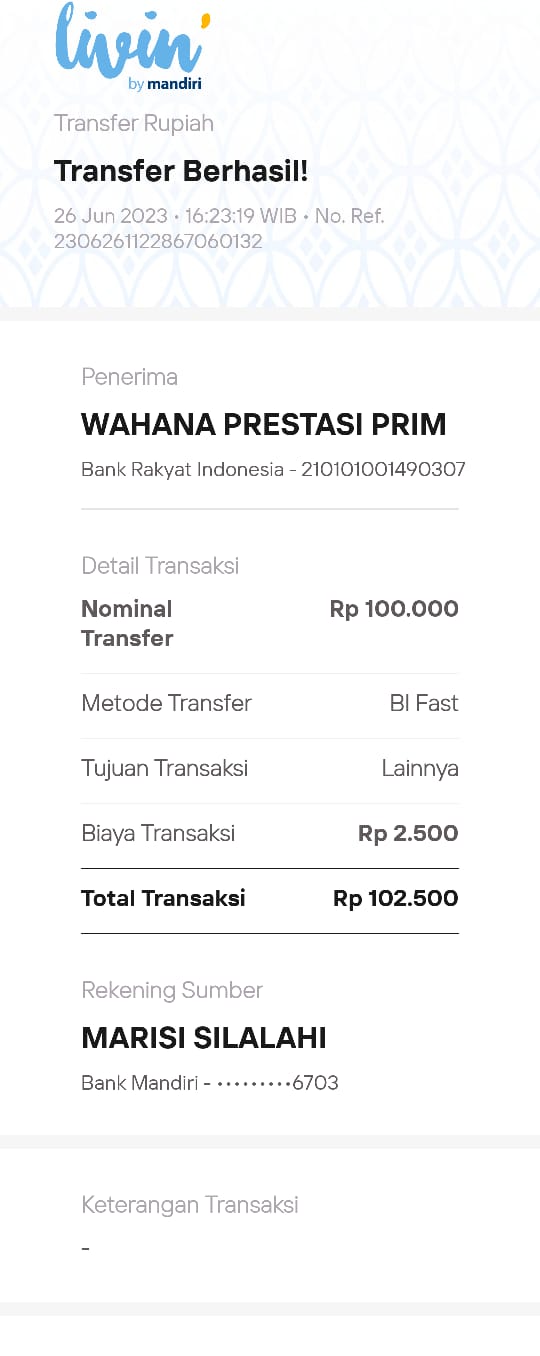 livin'
by mandiri
Transfer Rupiah
Transfer Berhasil!
26 Jun 2023 • 16:23:19 WIB • No. Ref.
2306261122867060132
Penerima
WAHANA PRESTASI PRIM
Bank Rakyat Indonesia - 210101001490307
Detail Transaksi
Nominal Transfer Rp 100.000
Metode Transfer BI Fast
Tujuan Transaksi Lainnya
Biaya Transaksi Rp 2.500
Total Transaksi Rp 102.500
Rekening Sumber
MARISI SILALAHI
Bank Mandiri - •••••••••6703
Keterangan Transaksi
-